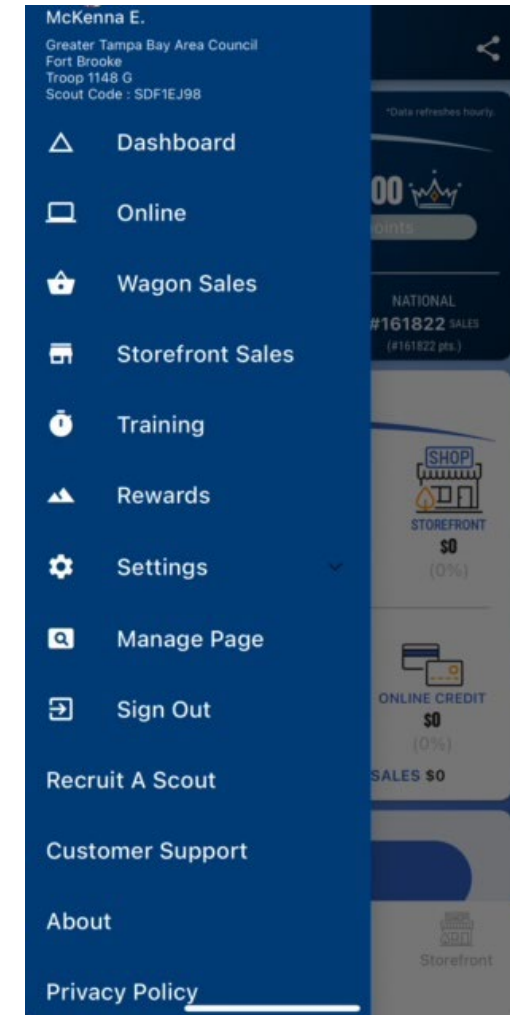 McKenna E.
Greater Tampa Bay Area Council
Fort Brooke
Troop 1148 G
Scout Code : SDF1EJ98
Dashboard
Online
Wagon Sales
Storefront Sales
Training
Rewards
Settings
Manage Page
Sign Out
Recruit A Scout
Customer Support
About
Privacy Policy
*Data refreshes hourly.
00
oints
NATIONAL
#161822 SALES
(#161822 pts.)
SHOP
STOREFRONT
$0
(0%)
ONLINE CREDIT
$0
(0%)
SALES $0
Storefront